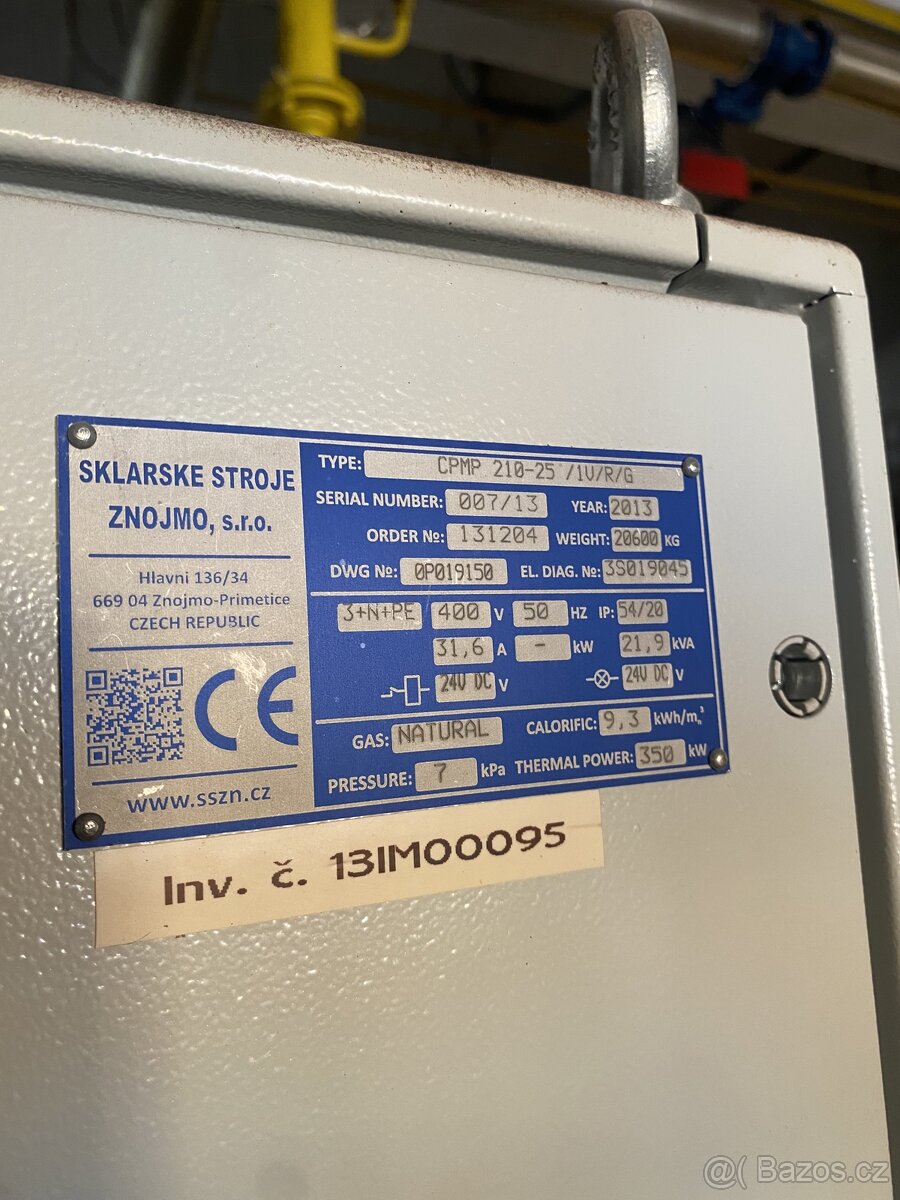 SKLARSKE STROJE
ZNOJMO, s.r.o.
Hlavni 136/34
669 04 Znojmo-Primetice
CZECH REPUBLIC
CE
www.sszn.cz
TYPE: CPMP 210-25 /1V/R/G
SERIAL NUMBER: 007/13 YEAR: 2013
ORDER №: 131204 WEIGHT: 20600 KG
DWG №: 0P019150 EL. DIAG. №: 3S019045
3+N+PE 400 V 50 HZ IP: 54/20
31,6 A - kW 21,9 kVA
24V DC V 24V DC V
GAS: NATURAL CALORIFIC: 9,3 kWh/mₙ³
PRESSURE: 7 kPa THERMAL POWER: 350 kW
Inv. č. 13IM00095
@( Bazos.cz